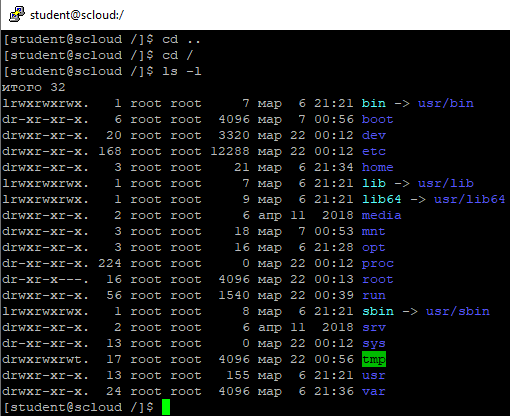 student@scloud:/
[student@scloud /]$ cd ..
[student@scloud /]$ cd /
[student@scloud /]$ ls -l
итого 32
lrwxrwxrwx.   1 root root     7 мар  6 21:21 bin -> usr/bin
dr-xr-xr-x.   6 root root  4096 мар  7 00:56 boot
drwxr-xr-x.  20 root root  3320 мар 22 00:12 dev
drwxr-xr-x. 168 root root 12288 мар 22 00:12 etc
drwxr-xr-x.   3 root root    21 мар  6 21:34 home
lrwxrwxrwx.   1 root root     7 мар  6 21:21 lib -> usr/lib
lrwxrwxrwx.   1 root root     9 мар  6 21:21 lib64 -> usr/lib64
drwxr-xr-x.   2 root root     6 апр 11  2018 media
drwxr-xr-x.   3 root root    18 мар  7 00:53 mnt
drwxr-xr-x.   3 root root    16 мар  6 21:28 opt
dr-xr-xr-x. 224 root root     0 мар 22 00:12 proc
dr-xr-x---.  16 root root  4096 мар 22 00:13 root
drwxr-xr-x.  56 root root  1540 мар 22 00:39 run
lrwxrwxrwx.   1 root root     8 мар  6 21:21 sbin -> usr/sbin
drwxr-xr-x.   2 root root     6 апр 11  2018 srv
dr-xr-xr-x.  13 root root     0 мар 22 00:12 sys
drwxrwxrwt.  17 root root  4096 мар 22 00:56 tmp
drwxr-xr-x.  13 root root   155 мар  6 21:21 usr
drwxr-xr-x.  24 root root  4096 мар  6 21:36 var
[student@scloud /]$